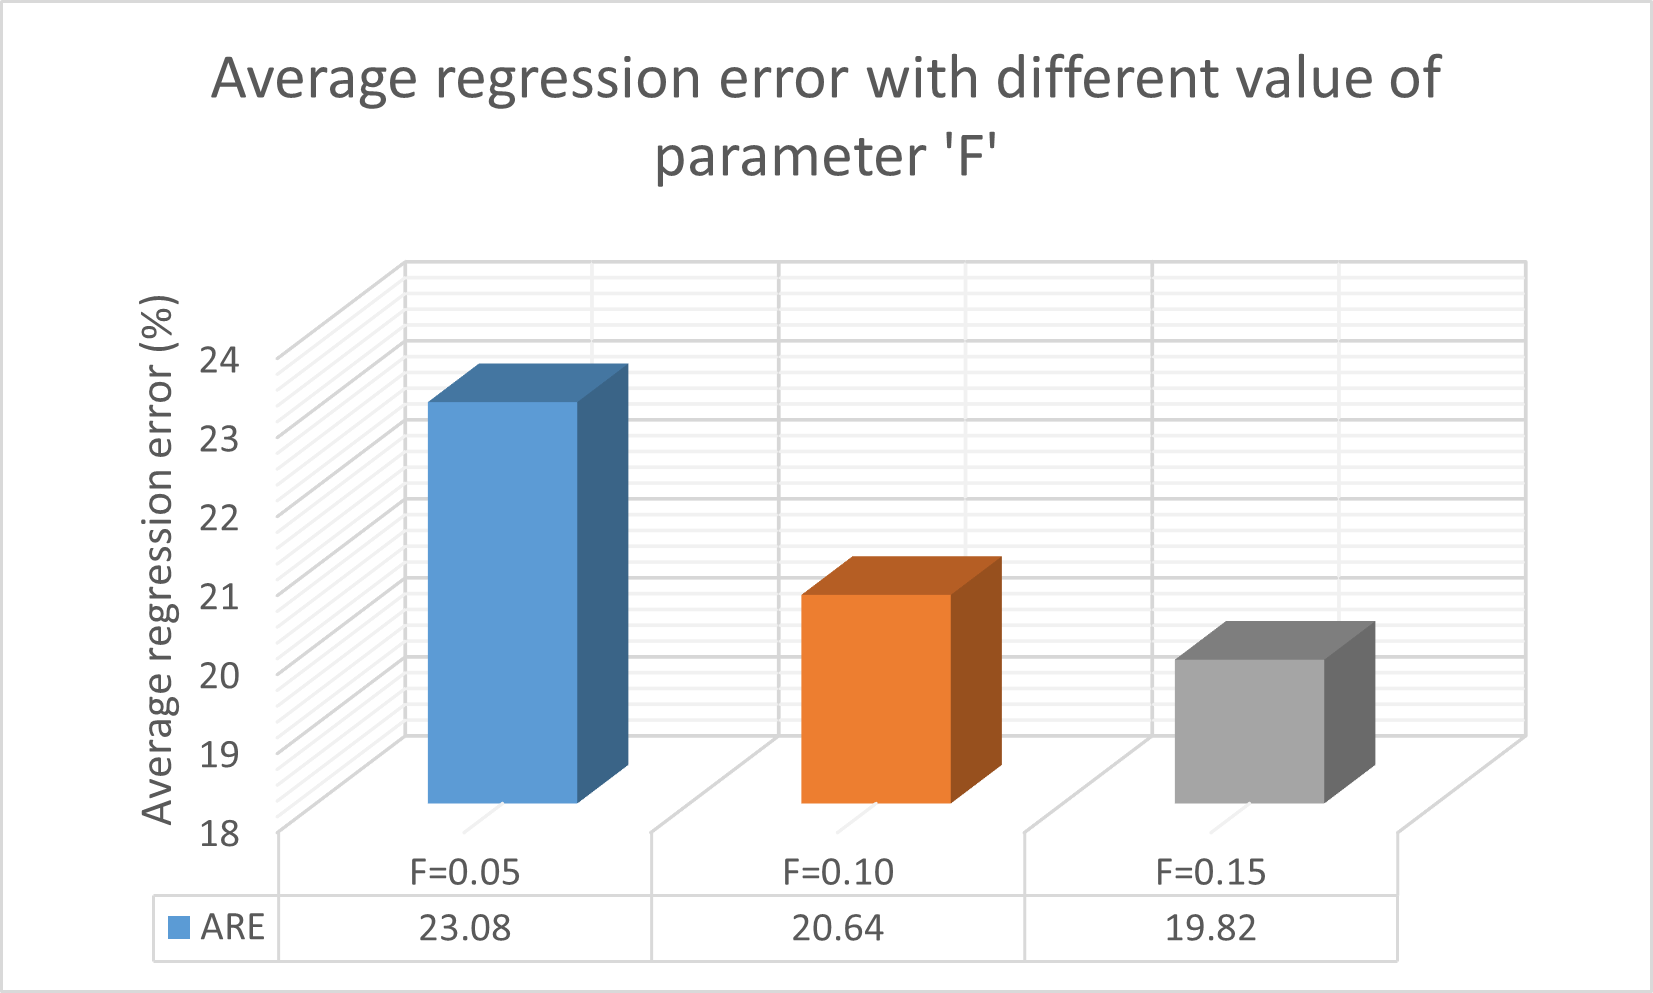 Average regression error with different value of
parameter 'F'
Average regression error (%)
24
23
22
21
20
19
18
F=0.05 F=0.10 F=0.15
ARE 23.08 20.64 19.82